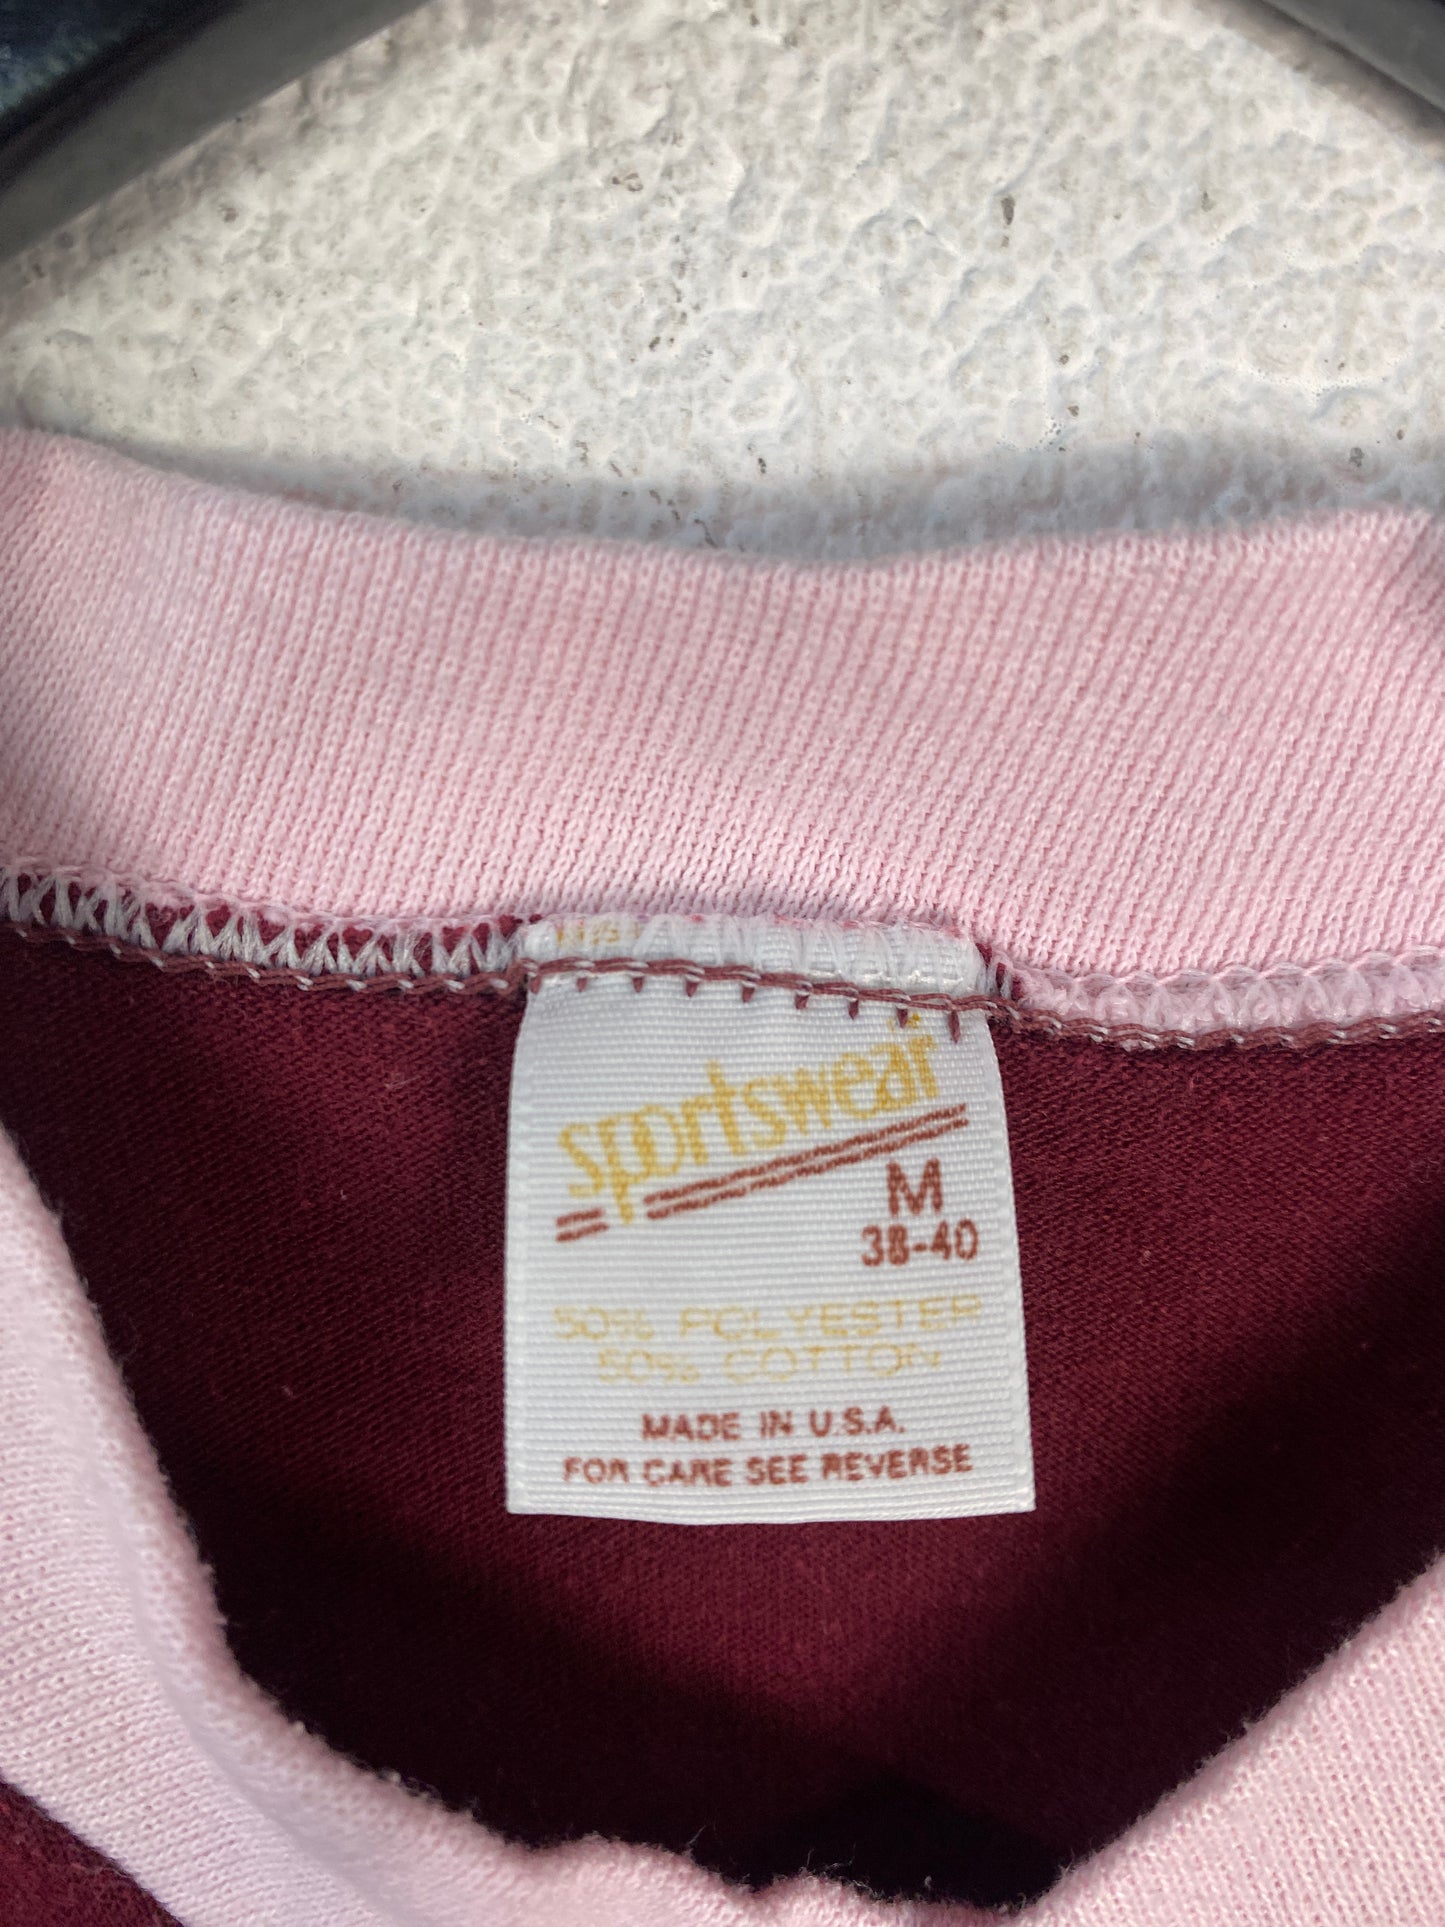 sportswear
M
38-40
50% POLYESTER
50% COTTON
MADE IN U.S.A.
FOR CARE SEE REVERSE